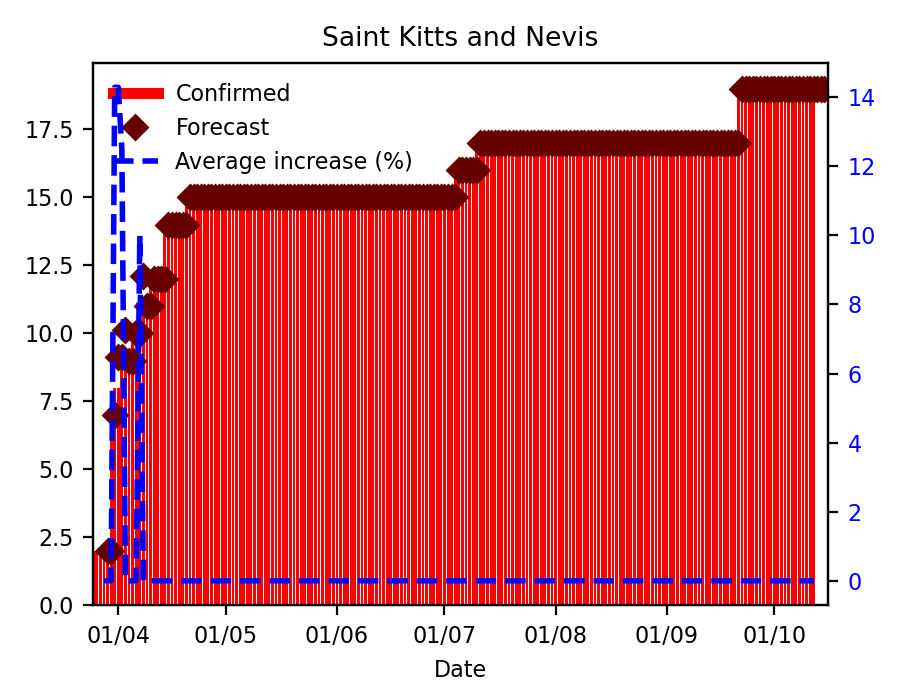 Saint Kitts and Nevis
Confirmed
Forecast
Average increase (%)
17.5
15.0
12.5
10.0
7.5
5.0
2.5
0.0
14
12
10
8
6
4
2
0
01/04 01/05 01/06 01/07 01/08 01/09 01/10
Date